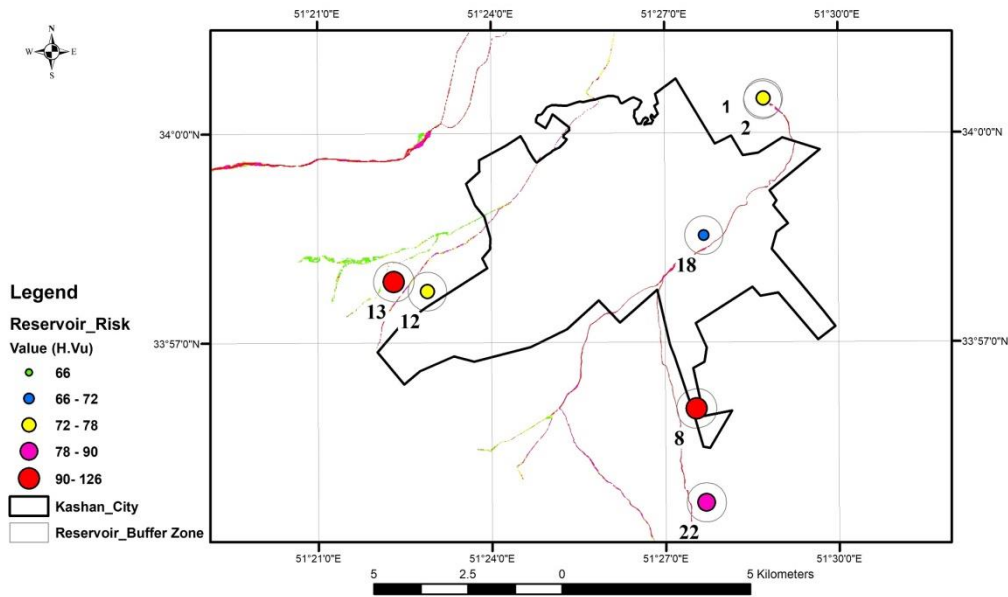 51°21'0"E 51°24'0"E 51°27'0"E 51°30'0"E
N
W E
S
1
2
34°0'0"N 34°0'0"N
18
13 12
33°57'0"N 33°57'0"N
8
22
Legend
Reservoir_Risk
Value (H.Vu)
66
66 - 72
72 - 78
78 - 90
90- 126
Kashan_City
Reservoir_Buffer Zone
51°21'0"E 51°24'0"E 51°27'0"E 51°30'0"E
5 2.5 0 5 Kilometers